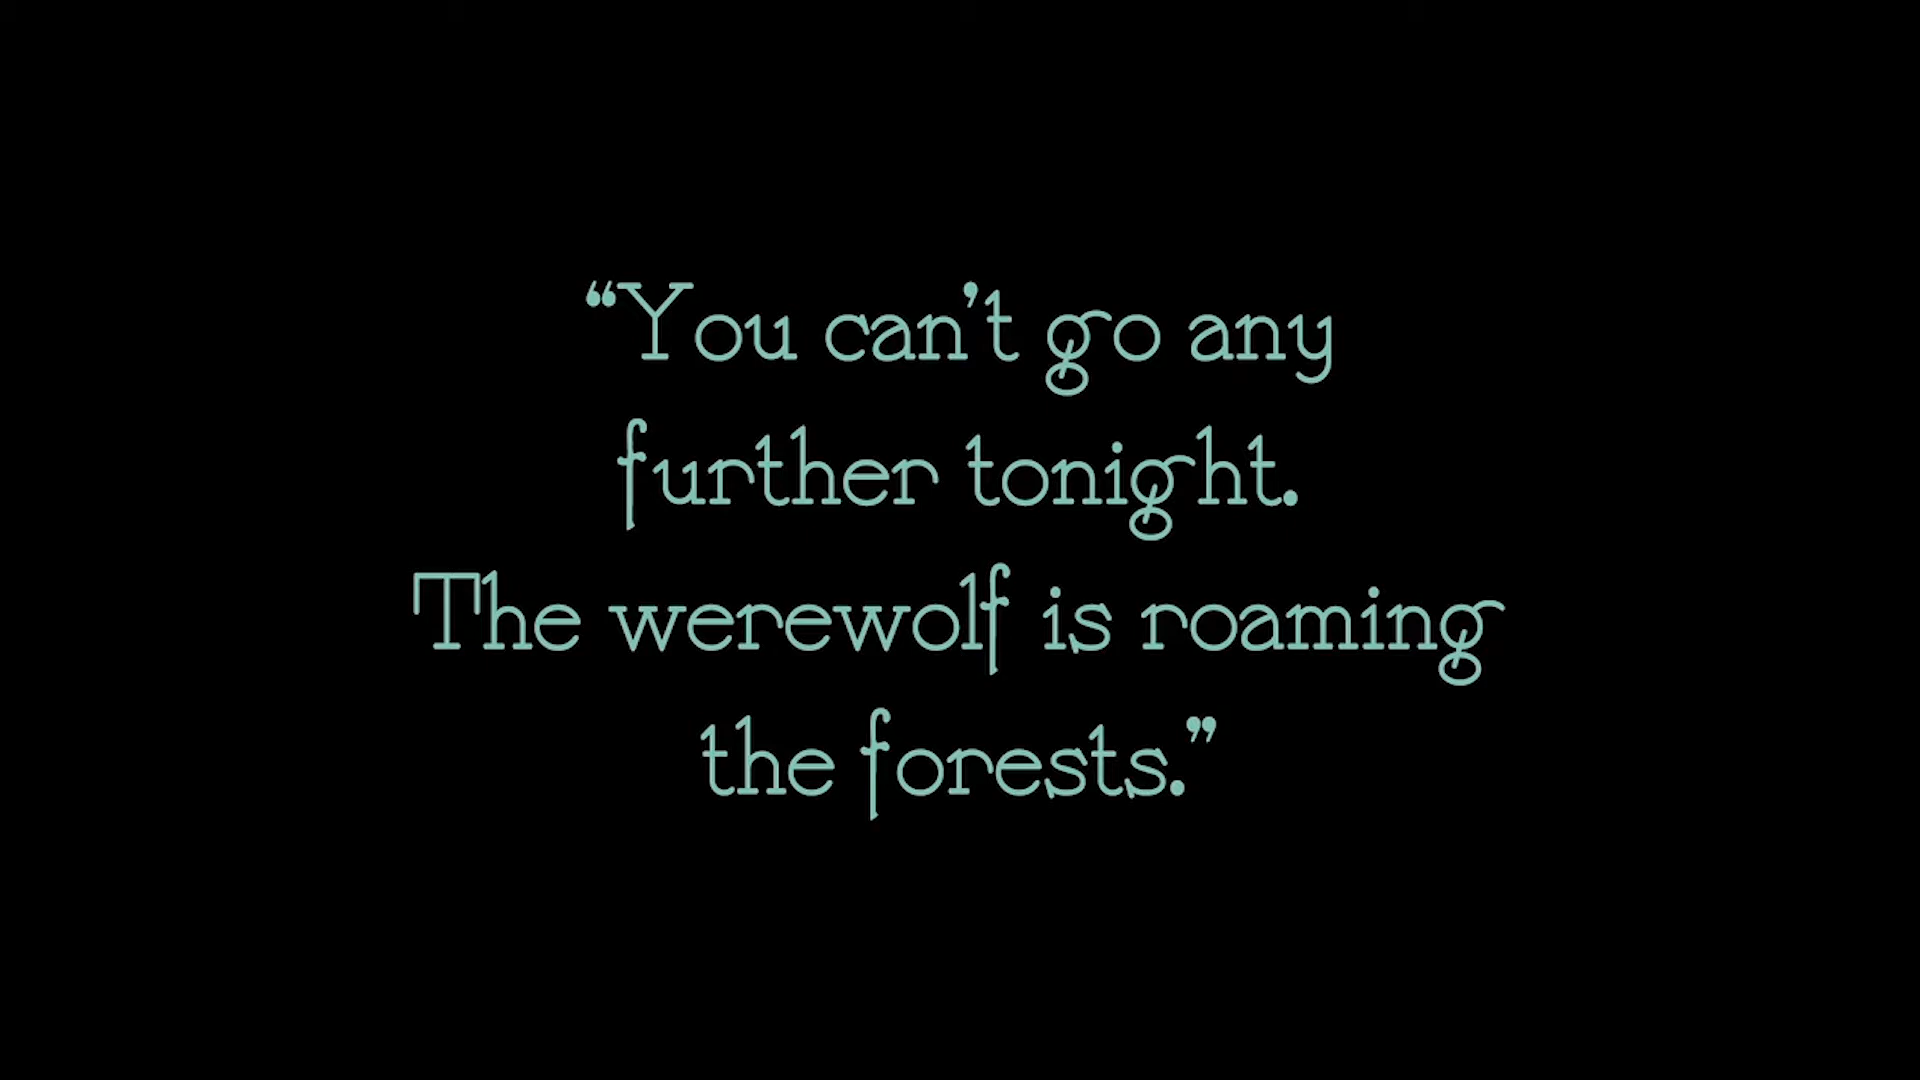 “You can’t go any
further tonight.
The werewolf is roaming
the forests.”